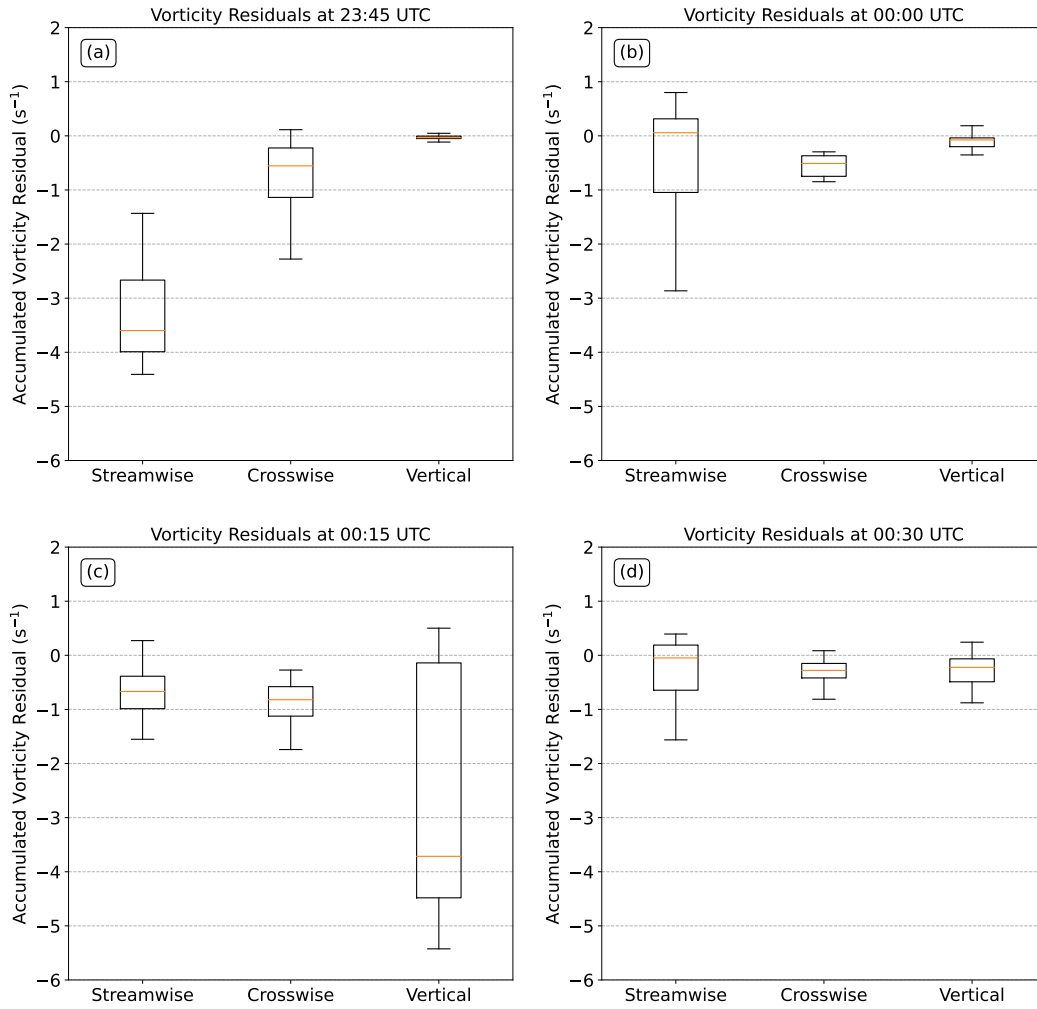 Vorticity Residuals at 23:45 UTC
(a)
Accumulated Vorticity Residual (s⁻¹)
2
1
0
−1
−2
−3
−4
−5
−6
Streamwise Crosswise Vertical
Vorticity Residuals at 00:00 UTC
(b)
Accumulated Vorticity Residual (s⁻¹)
2
1
0
−1
−2
−3
−4
−5
−6
Streamwise Crosswise Vertical
Vorticity Residuals at 00:15 UTC
(c)
Accumulated Vorticity Residual (s⁻¹)
2
1
0
−1
−2
−3
−4
−5
−6
Streamwise Crosswise Vertical
Vorticity Residuals at 00:30 UTC
(d)
Accumulated Vorticity Residual (s⁻¹)
2
1
0
−1
−2
−3
−4
−5
−6
Streamwise Crosswise Vertical